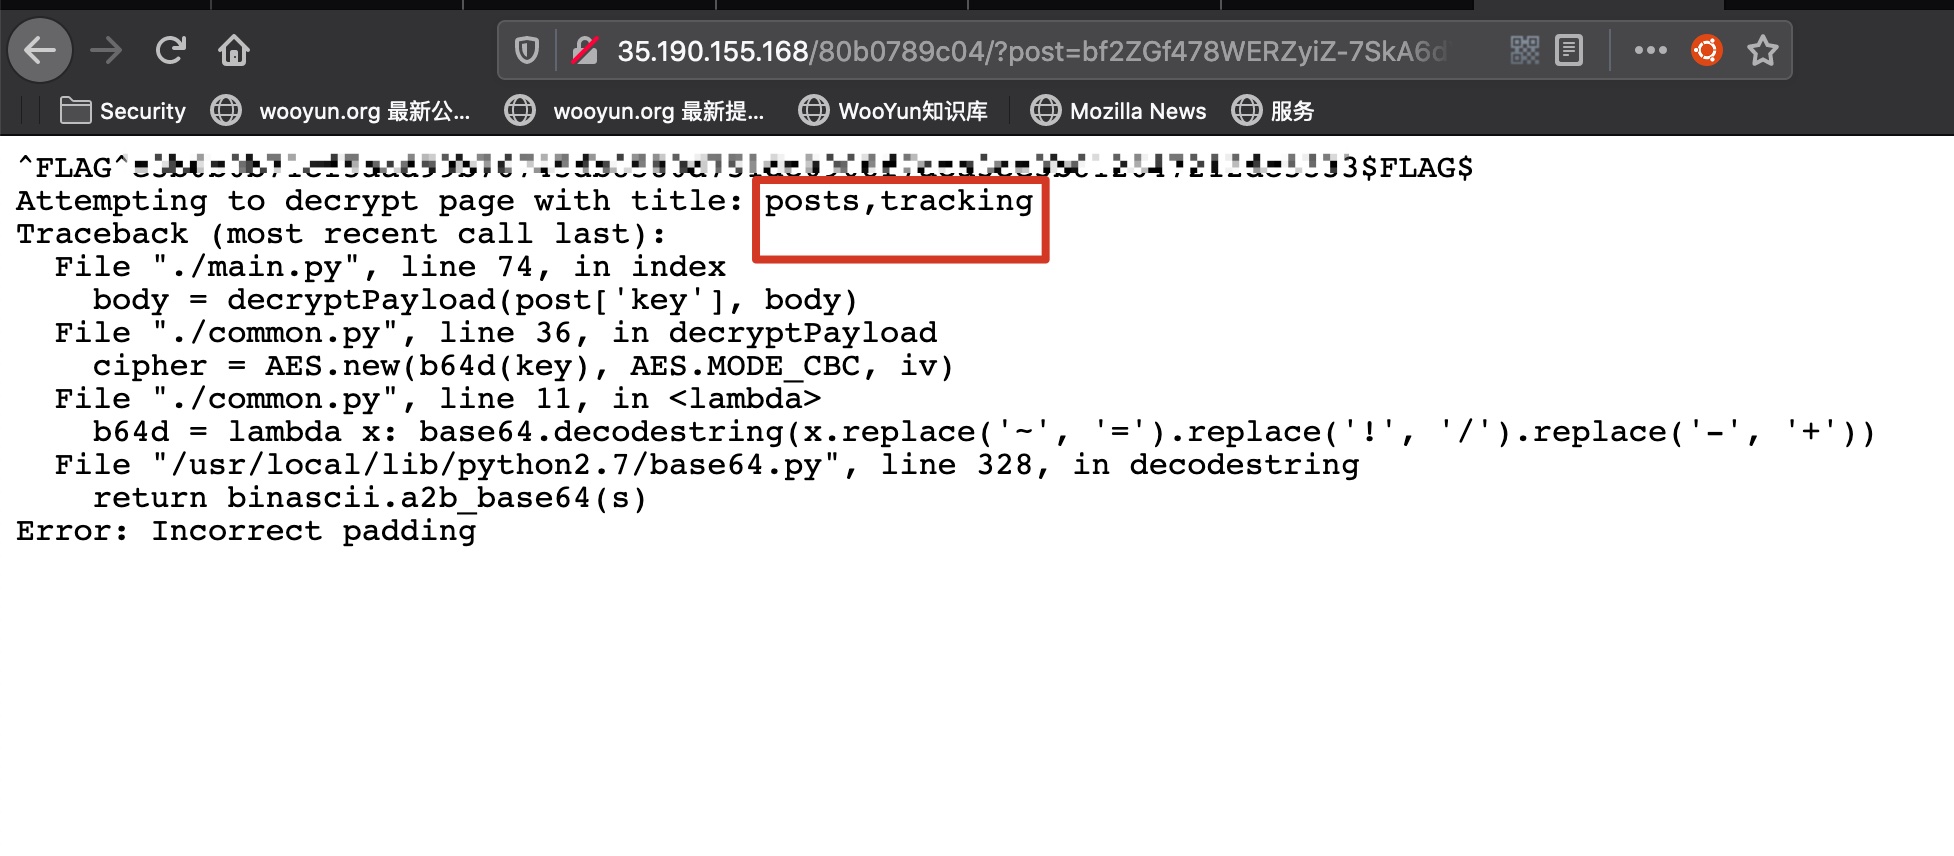 35.190.155.168/80b0789c04/?post=bf2ZGf478WERZyiZ-7SkA6d
Security wooyun.org 最新公... wooyun.org 最新提... WooYun知识库 Mozilla News 服务
^FLAG^ 3$FLAG$
Attempting to decrypt page with title: posts,tracking
Traceback (most recent call last):
  File "./main.py", line 74, in index
    body = decryptPayload(post['key'], body)
  File "./common.py", line 36, in decryptPayload
    cipher = AES.new(b64d(key), AES.MODE_CBC, iv)
  File "./common.py", line 11, in <lambda>
    b64d = lambda x: base64.decodestring(x.replace('~', '=').replace('!', '/').replace('-', '+'))
  File "/usr/local/lib/python2.7/base64.py", line 328, in decodestring
    return binascii.a2b_base64(s)
Error: Incorrect padding